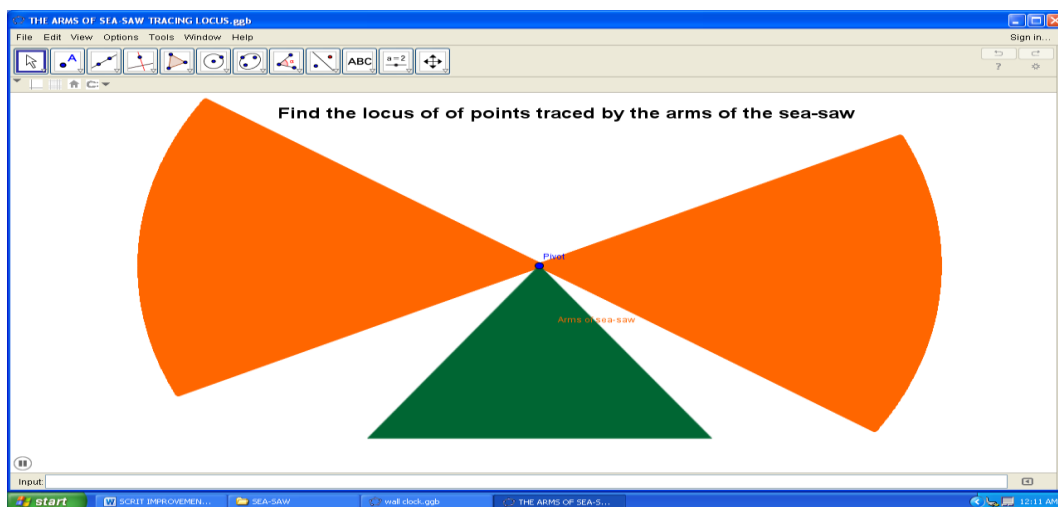 THE ARMS OF SEA-SAW TRACING LOCUS.ggb
File Edit View Options Tools Window Help
Sign in...
A
ABC
a=2
?
Find the locus of of points traced by the arms of the sea-saw
Pivot
Arms of sea-saw
Input:
start
SCRIT IMPROVEMEN...
SEA-SAW
wall clock.ggb
THE ARMS OF SEA-S...
12:11 AM